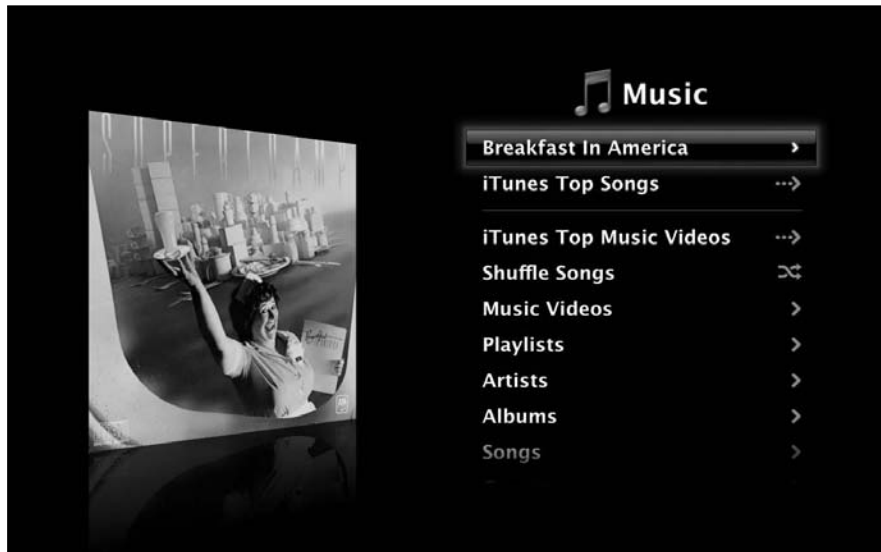 SUPERTRAMP
Music
Breakfast In America
iTunes Top Songs
iTunes Top Music Videos
Shuffle Songs
Music Videos
Playlists
Artists
Albums
Songs